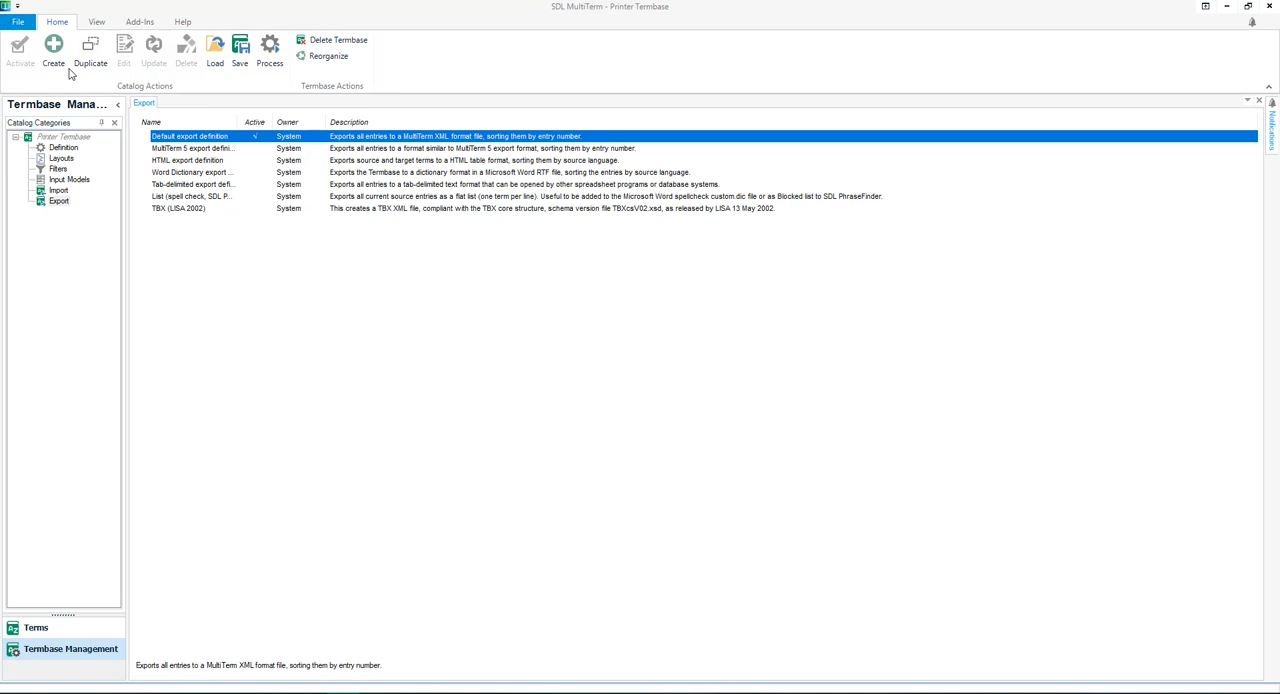 SDL MultiTerm - Printer Termbase
File Home View Add-Ins Help
Activate Create Duplicate Edit Update Delete Load Save Process
Delete Termbase
Reorganize
Catalog Actions Termbase Actions
Termbase Mana...
Catalog Categories
Printer Termbase
Definition
Layouts
Filters
Input Models
Import
Export
Terms
Termbase Management
Export
Name Active Owner Description
Default export definition √ System Exports all entries to a MultiTerm XML format file, sorting them by entry number.
MultiTerm 5 export defini... System Exports all entries to a format similar to MultiTerm 5 export format, sorting them by entry number.
HTML export definition System Exports source and target terms to a HTML table format, sorting them by source language.
Word Dictionary export ... System Exports the Termbase to a dictionary format in a Microsoft Word RTF file, sorting the entries by source language.
Tab-delimited export defi... System Exports all entries to a tab-delimited text format that can be opened by other spreadsheet programs or database systems.
List (spell check, SDL P... System Exports all current source entries as a flat list (one term per line). Useful to be added to the Microsoft Word spellcheck custom.dic file or as Blocked list to SDL PhraseFinder.
TBX (LISA 2002) System This creates a TBX XML file, compliant with the TBX core structure, schema version file TBXcsV02.xsd, as released by LISA 13 May 2002.
Exports all entries to a MultiTerm XML format file, sorting them by entry number.
Notifications